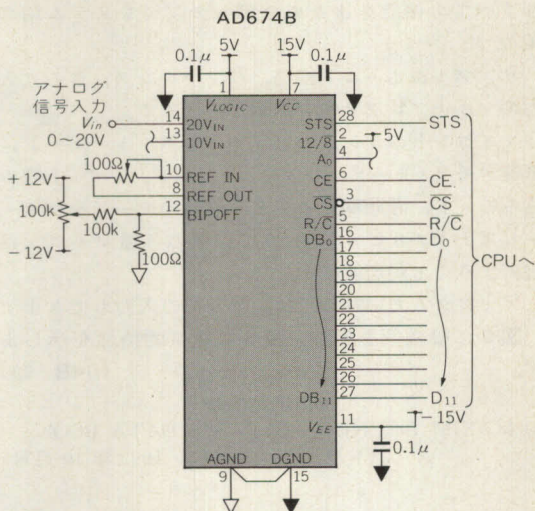 AD674B
5V
15V
0.1μ
0.1μ
1
7
アナログ
信号入力
Vin
0〜20V
14
13
VLOGIC
VCC
20VIN
10VIN
STS
28
STS
12/8
2
5V
A0
4
100Ω
10
REF IN
8
REF OUT
12
BIPOFF
+12V
100k
100k
−12V
100Ω
CE
6
CE
CS
3
CS
R/C
5
R/C
DB0
16
D0
17
18
19
20
21
22
23
24
25
26
DB11
27
D11
CPUへ
VEE
11
−15V
0.1μ
AGND
DGND
9
15